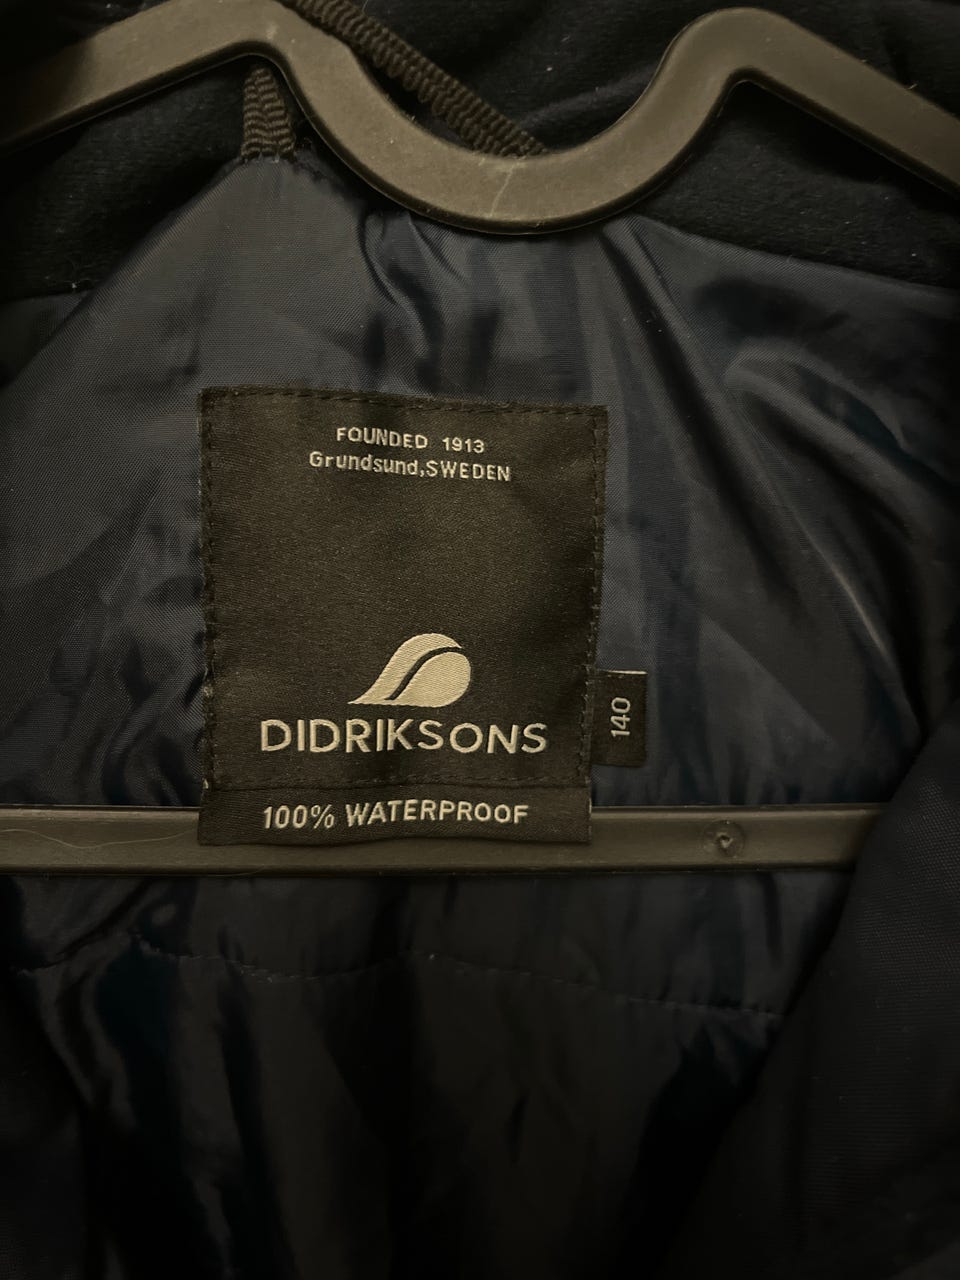 FOUNDED 1913
Grundsund,SWEDEN
DIDRIKSONS
140
100% WATERPROOF